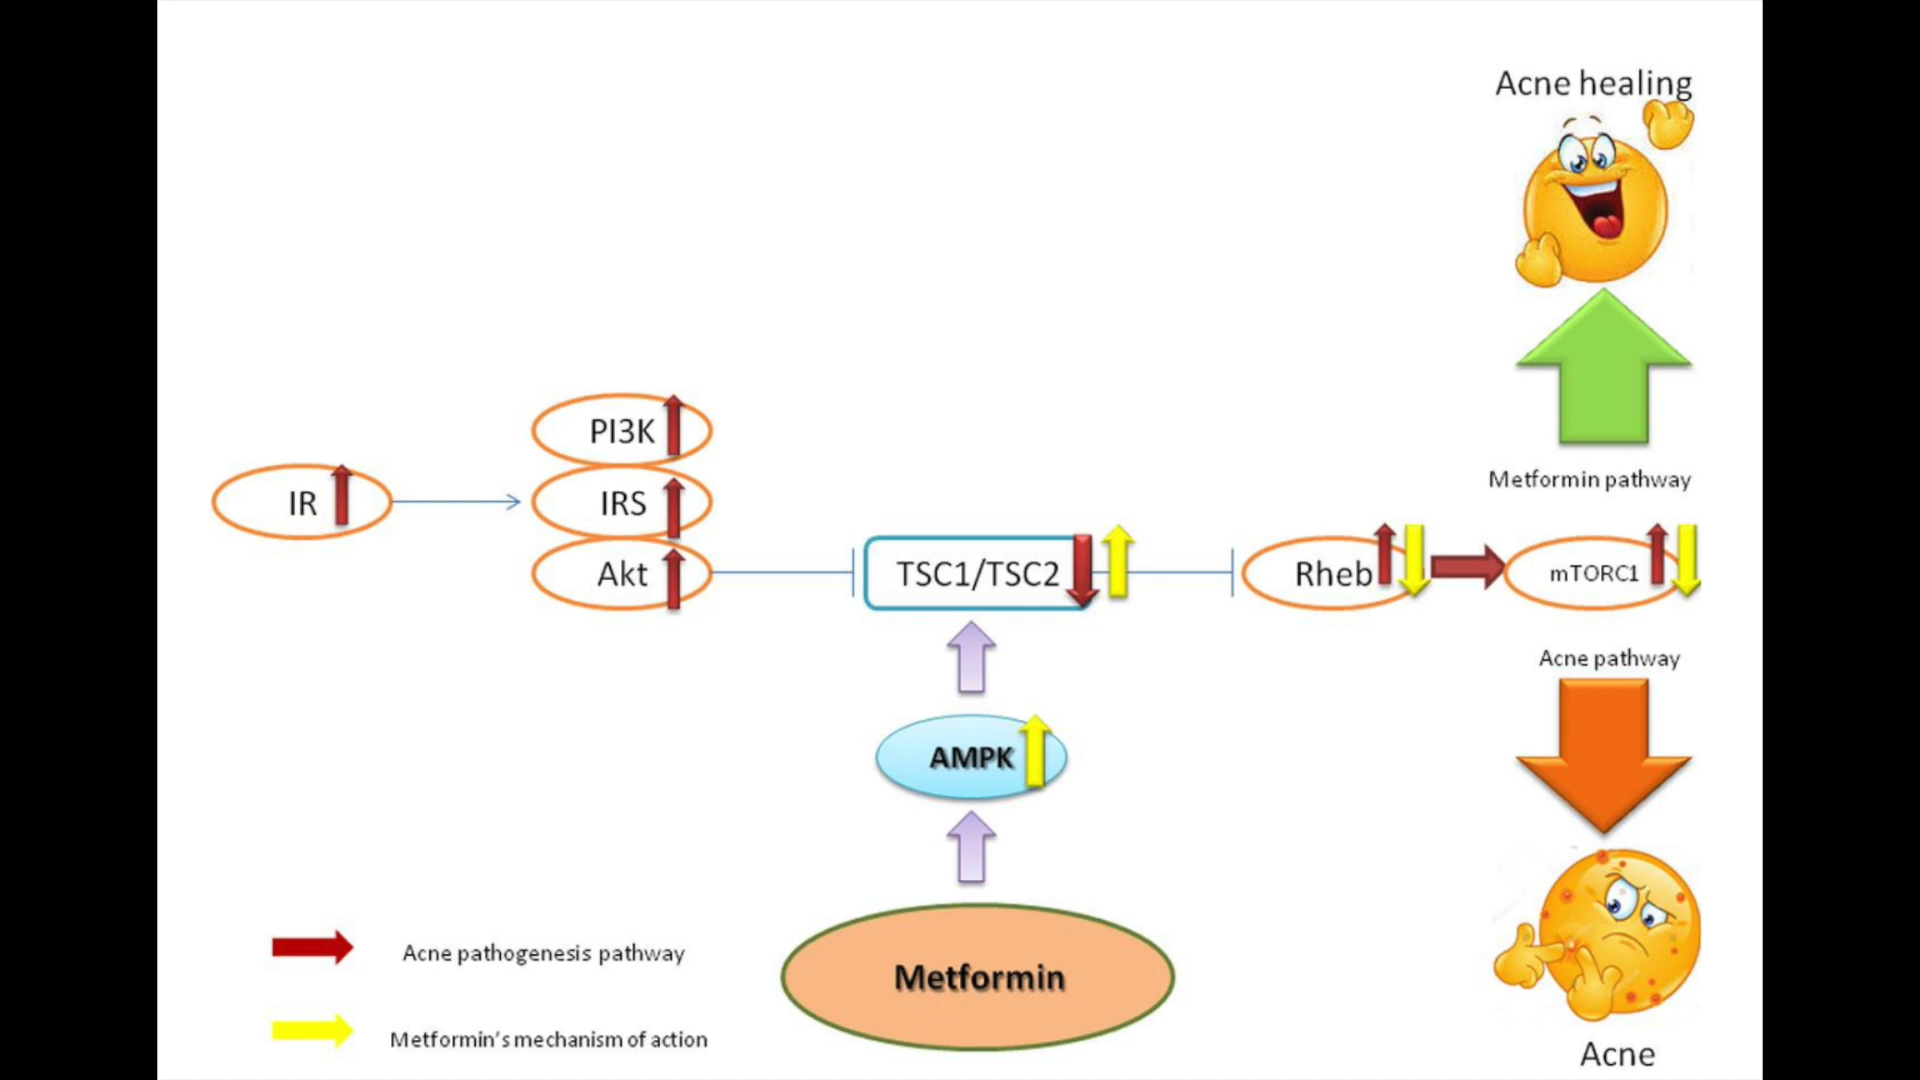 Acne healing
Metformin pathway
PI3K
IR
IRS
Akt
TSC1/TSC2
Rheb
mTORC1
Acne pathway
AMPK
Acne pathogenesis pathway
Metformin
Metformin's mechanism of action
Acne